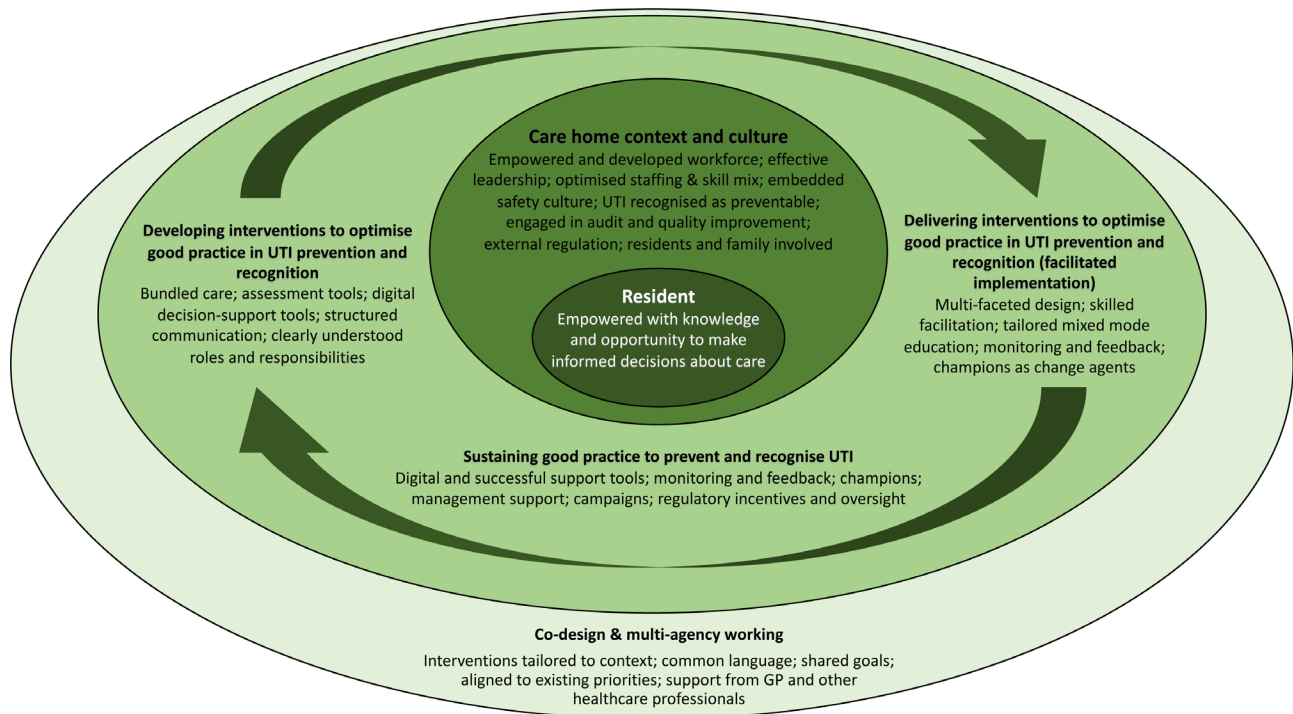 Care home context and culture
Empowered and developed workforce; effective
leadership; optimised staffing & skill mix; embedded
safety culture; UTI recognised as preventable;
engaged in audit and quality improvement;
external regulation; residents and family involved
Resident
Empowered with knowledge
and opportunity to make
informed decisions about care
Developing interventions to optimise
good practice in UTI prevention and
recognition
Bundled care; assessment tools; digital
decision-support tools; structured
communication; clearly understood
roles and responsibilities
Delivering interventions to optimise
good practice in UTI prevention and
recognition (facilitated
implementation)
Multi-faceted design; skilled
facilitation; tailored mixed mode
education; monitoring and feedback;
champions as change agents
Sustaining good practice to prevent and recognise UTI
Digital and successful support tools; monitoring and feedback; champions;
management support; campaigns; regulatory incentives and oversight
Co-design & multi-agency working
Interventions tailored to context; common language; shared goals;
aligned to existing priorities; support from GP and other
healthcare professionals